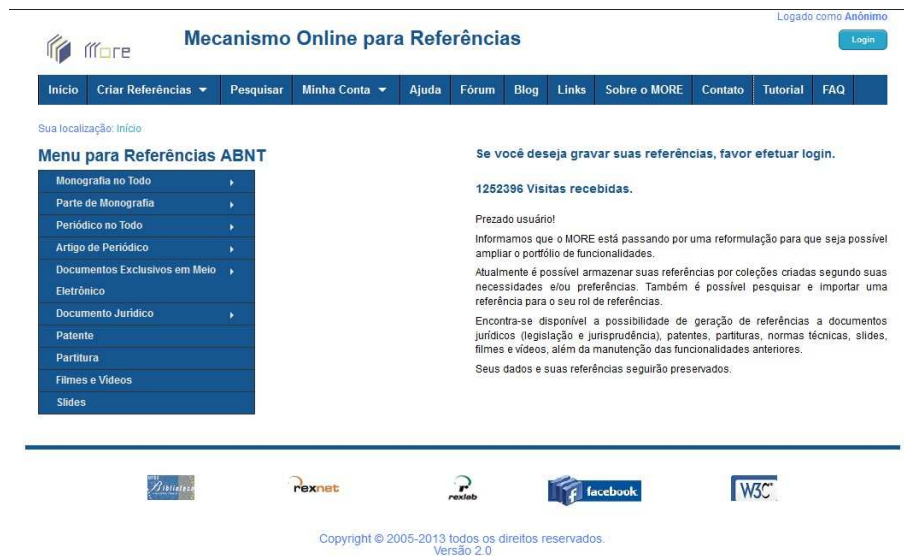 Logado como Anônimo
more
Mecanismo Online para Referências
Login
Início Criar Referências Pesquisar Minha Conta Ajuda Fórum Blog Links Sobre o MORE Contato Tutorial FAQ
Sua localização: Início
Menu para Referências ABNT
Monografia no Todo
Parte de Monografia
Periódico no Todo
Artigo de Periódico
Documentos Exclusivos em Meio
Eletrônico
Documento Jurídico
Patente
Partitura
Filmes e Vídeos
Slides
Se você deseja gravar suas referências, favor efetuar login.
1252396 Visitas recebidas.
Prezado usuário!
Informamos que o MORE está passando por uma reformulação para que seja possível
ampliar o portfólio de funcionalidades.
Atualmente é possível armazenar suas referências por coleções criadas segundo suas
necessidades e/ou preferências. Também é possível pesquisar e importar uma
referência para o seu rol de referências.
Encontra-se disponível a possibilidade de geração de referências a documentos
jurídicos (legislação e jurisprudência), patentes, partituras, normas técnicas, slides,
filmes e vídeos, além da manutenção das funcionalidades anteriores.
Seus dados e suas referências seguirão preservados.
Biblioteca rexnet rexlab facebook W3C
Copyright © 2005-2013 todos os direitos reservados.
Versão 2.0